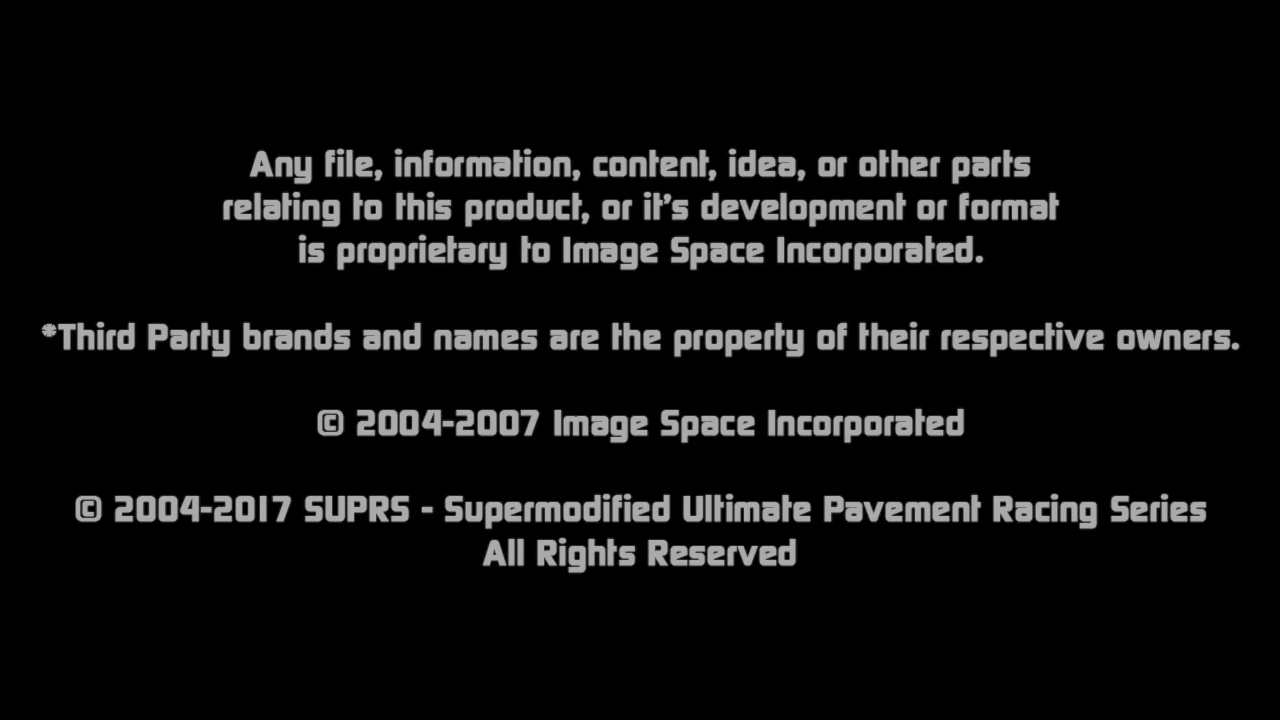 Any file, information, content, idea, or other parts
relating to this product, or it's development or format
is proprietary to Image Space Incorporated.
*Third Party brands and names are the property of their respective owners.
© 2004-2007 Image Space Incorporated
© 2004-2017 SUPRS - Supermodified Ultimate Pavement Racing Series
All Rights Reserved